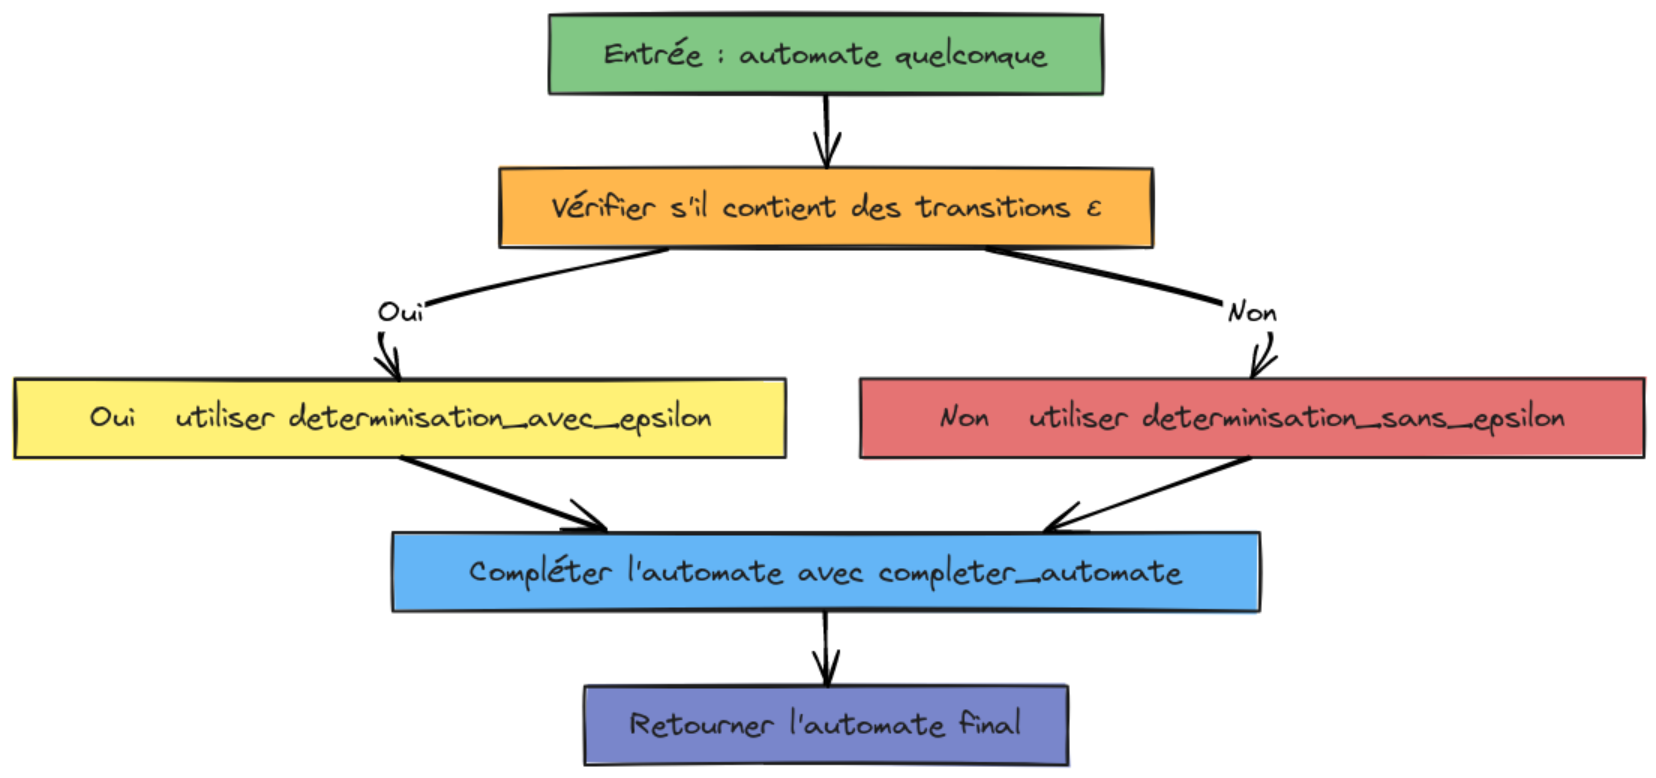 Entrée : automate quelconque
Vérifier s'il contient des transitions ε
Oui
Non
Oui utiliser determinisation_avec_epsilon
Non utiliser determinisation_sans_epsilon
Compléter l'automate avec completer_automate
Retourner l'automate final